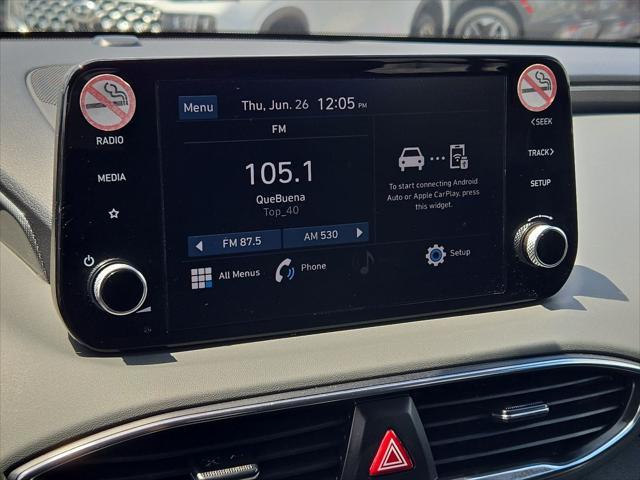 Menu Thu, Jun. 26 12:05 PM
FM
105.1
QueBuena
Top_40
◀ FM 87.5 AM 530 ▶
To start connecting Android
Auto or Apple CarPlay, press
this widget.
All Menus Phone Setup
RADIO
MEDIA
<SEEK
TRACK>
SETUP